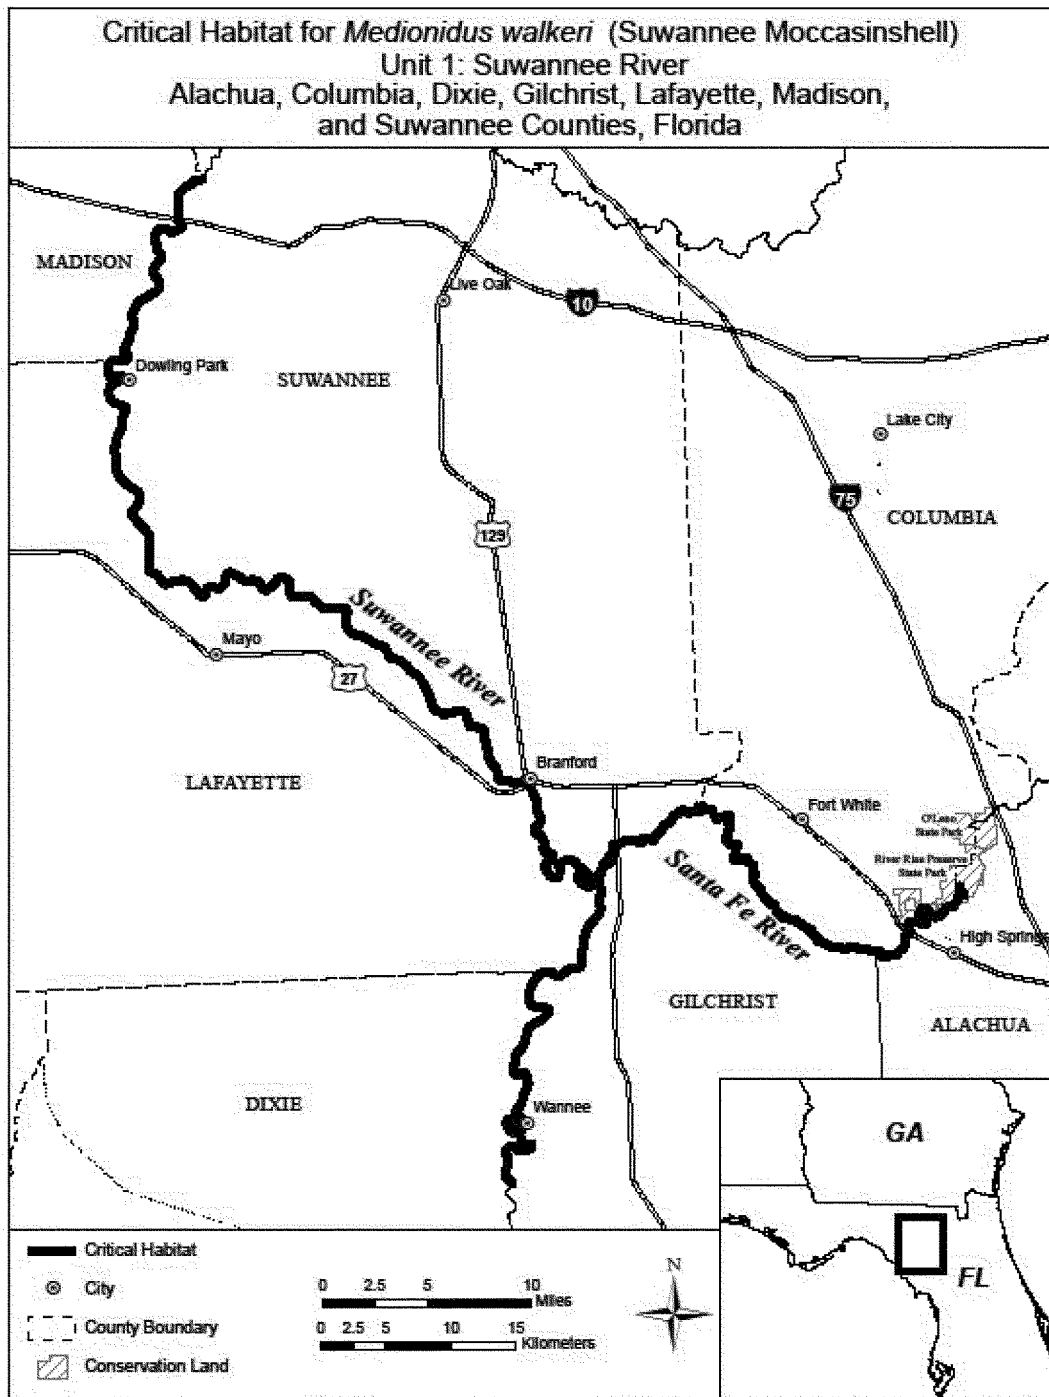 Critical Habitat for Medionidus walkeri (Suwannee Moccasinshell)
Unit 1: Suwannee River
Alachua, Columbia, Dixie, Gilchrist, Lafayette, Madison,
and Suwannee Counties, Florida
MADISON
Live Oak
10
Dowling Park
SUWANNEE
Lake City
75
COLUMBIA
129
Suwannee River
Mayo
27
LAFAYETTE
Branford
Fort White
O'Leno
State Park
River Rise Preserve
State Park
Santa Fe River
High Springs
GILCHRIST
ALACHUA
DIXIE
Wannee
GA
FL
Critical Habitat
City
County Boundary
Conservation Land
0 2.5 5 10
Miles
0 2.5 5 10 15
Kilometers
N